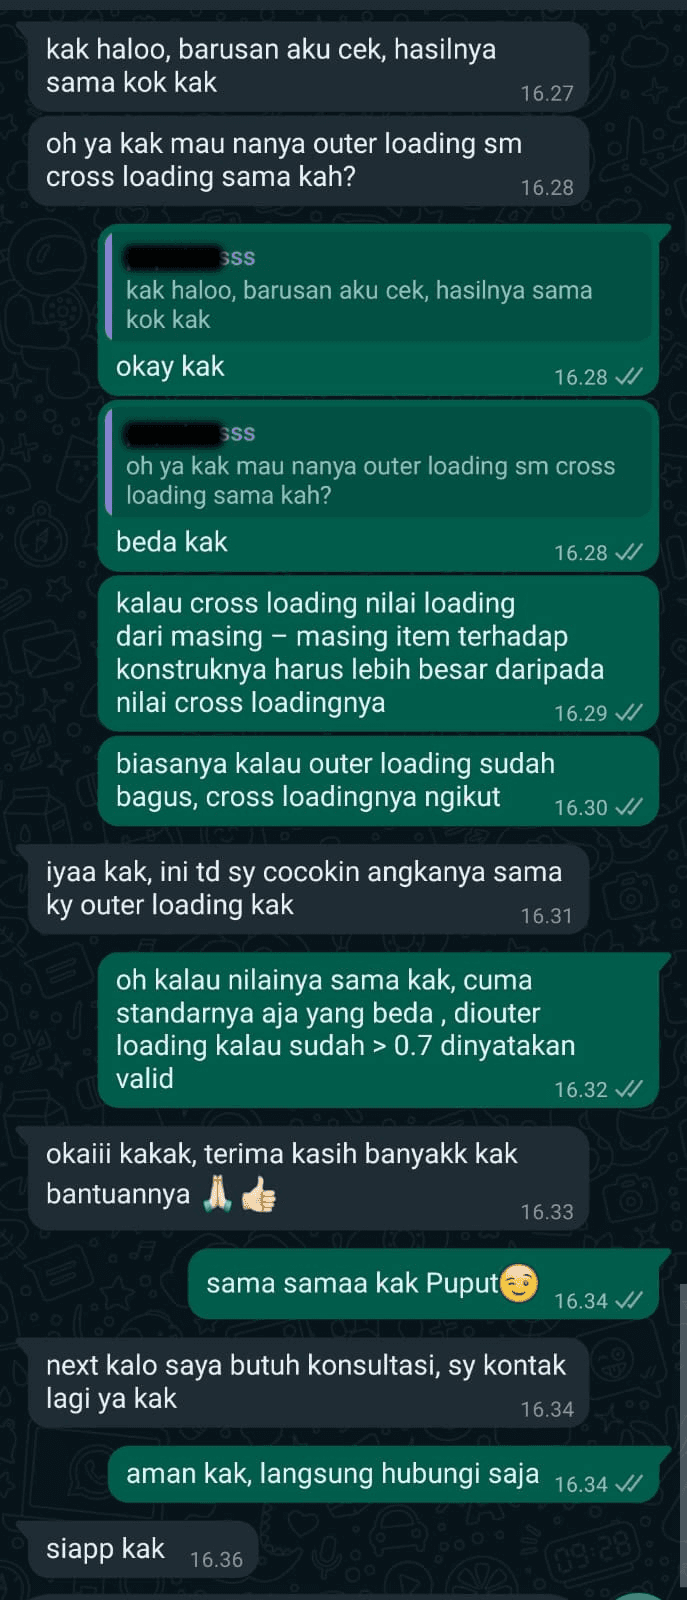 kak haloo, barusan aku cek, hasilnya
sama kok kak
16.27
oh ya kak mau nanya outer loading sm
cross loading sama kah?
16.28
sss
kak haloo, barusan aku cek, hasilnya sama
kok kak
okay kak
16.28
sss
oh ya kak mau nanya outer loading sm cross
loading sama kah?
beda kak
16.28
kalau cross loading nilai loading
dari masing – masing item terhadap
konstruknya harus lebih besar daripada
nilai cross loadingnya
16.29
biasanya kalau outer loading sudah
bagus, cross loadingnya ngikut
16.30
iyaa kak, ini td sy cocokin angkanya sama
ky outer loading kak
16.31
oh kalau nilainya sama kak, cuma
standarnya aja yang beda , diouter
loading kalau sudah > 0.7 dinyatakan
valid
16.32
okaiii kakak, terima kasih banyakk kak
bantuannya 🙏🏻 👍🏻
16.33
sama samaa kak Puput😉
16.34
next kalo saya butuh konsultasi, sy kontak
lagi ya kak
16.34
aman kak, langsung hubungi saja
16.34
siapp kak
16.36